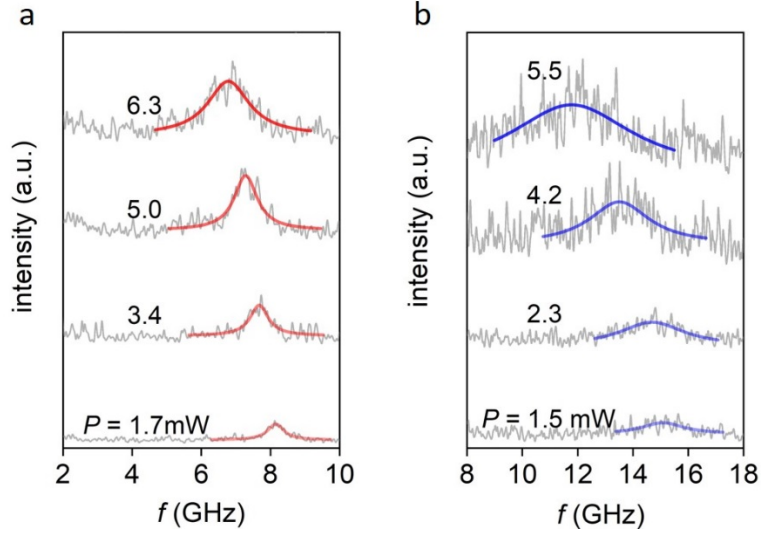 a
intensity (a.u.)
6.3
5.0
3.4
P = 1.7mW
2 4 6 8 10
f (GHz)
b
intensity (a.u.)
5.5
4.2
2.3
P = 1.5 mW
8 10 12 14 16 18
f (GHz)